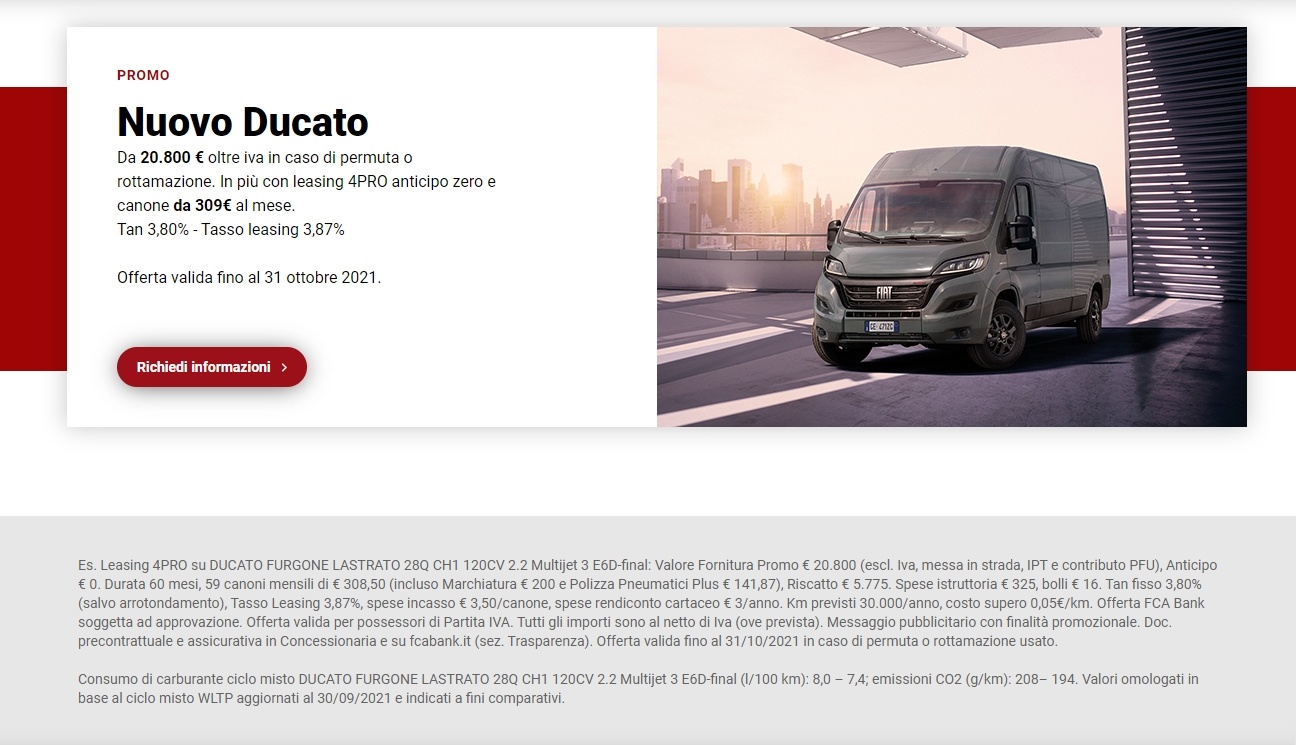 PROMO
Nuovo Ducato
Da 20.800 € oltre iva in caso di permuta o
rottamazione. In più con leasing 4PRO anticipo zero e
canone da 309€ al mese.
Tan 3,80% - Tasso leasing 3,87%
Offerta valida fino al 31 ottobre 2021.
Richiedi informazioni
FIAT
GE 471ZC
Es. Leasing 4PRO su DUCATO FURGONE LASTRATO 28Q CH1 120CV 2.2 Multijet 3 E6D-final: Valore Fornitura Promo € 20.800 (escl. Iva, messa in strada, IPT e contributo PFU), Anticipo
€ 0. Durata 60 mesi, 59 canoni mensili di € 308,50 (incluso Marchiatura € 200 e Polizza Pneumatici Plus € 141,87), Riscatto € 5.775. Spese istruttoria € 325, bolli € 16. Tan fisso 3,80%
(salvo arrotondamento), Tasso Leasing 3,87%, spese incasso € 3,50/canone, spese rendiconto cartaceo € 3/anno. Km previsti 30.000/anno, costo supero 0,05€/km. Offerta FCA Bank
soggetta ad approvazione. Offerta valida per possessori di Partita IVA. Tutti gli importi sono al netto di Iva (ove prevista). Messaggio pubblicitario con finalità promozionale. Doc.
precontrattuale e assicurativa in Concessionaria e su fcabank.it (sez. Trasparenza). Offerta valida fino al 31/10/2021 in caso di permuta o rottamazione usato.
Consumo di carburante ciclo misto DUCATO FURGONE LASTRATO 28Q CH1 120CV 2.2 Multijet 3 E6D-final (l/100 km): 8,0 – 7,4; emissioni CO2 (g/km): 208– 194. Valori omologati in
base al ciclo misto WLTP aggiornati al 30/09/2021 e indicati a fini comparativi.